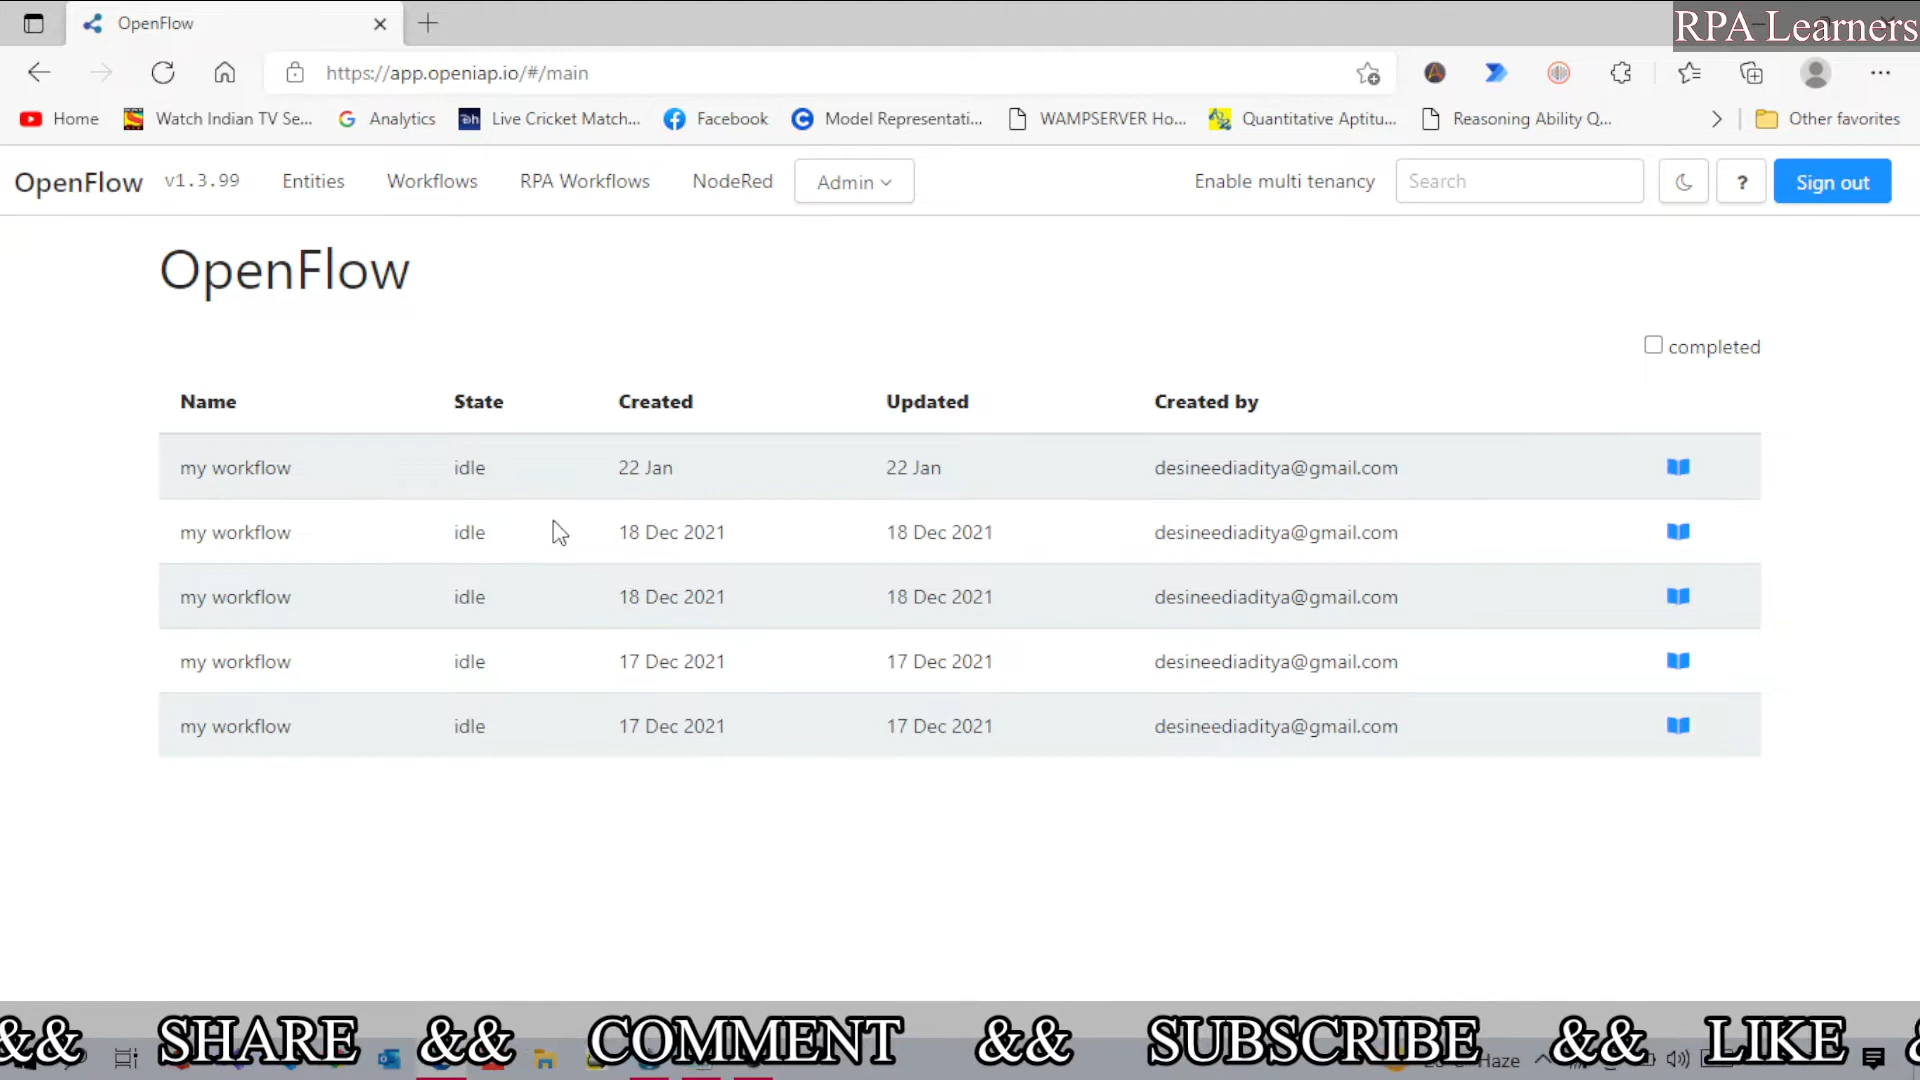 OpenFlow
RPA Learners
https://app.openiap.io/#/main
Home
Watch Indian TV Se...
Analytics
Live Cricket Match...
Facebook
Model Representati...
WAMPSERVER Ho...
Quantitative Aptitu...
Reasoning Ability Q...
Other favorites
OpenFlow v1.3.99 Entities Workflows RPA Workflows NodeRed Admin Enable multi tenancy Search ? Sign out
OpenFlow
completed
Name State Created Updated Created by
my workflow idle 22 Jan 22 Jan desineediaditya@gmail.com
my workflow idle 18 Dec 2021 18 Dec 2021 desineediaditya@gmail.com
my workflow idle 18 Dec 2021 18 Dec 2021 desineediaditya@gmail.com
my workflow idle 17 Dec 2021 17 Dec 2021 desineediaditya@gmail.com
my workflow idle 17 Dec 2021 17 Dec 2021 desineediaditya@gmail.com
&& SHARE && COMMENT && SUBSCRIBE && LIKE
Haze